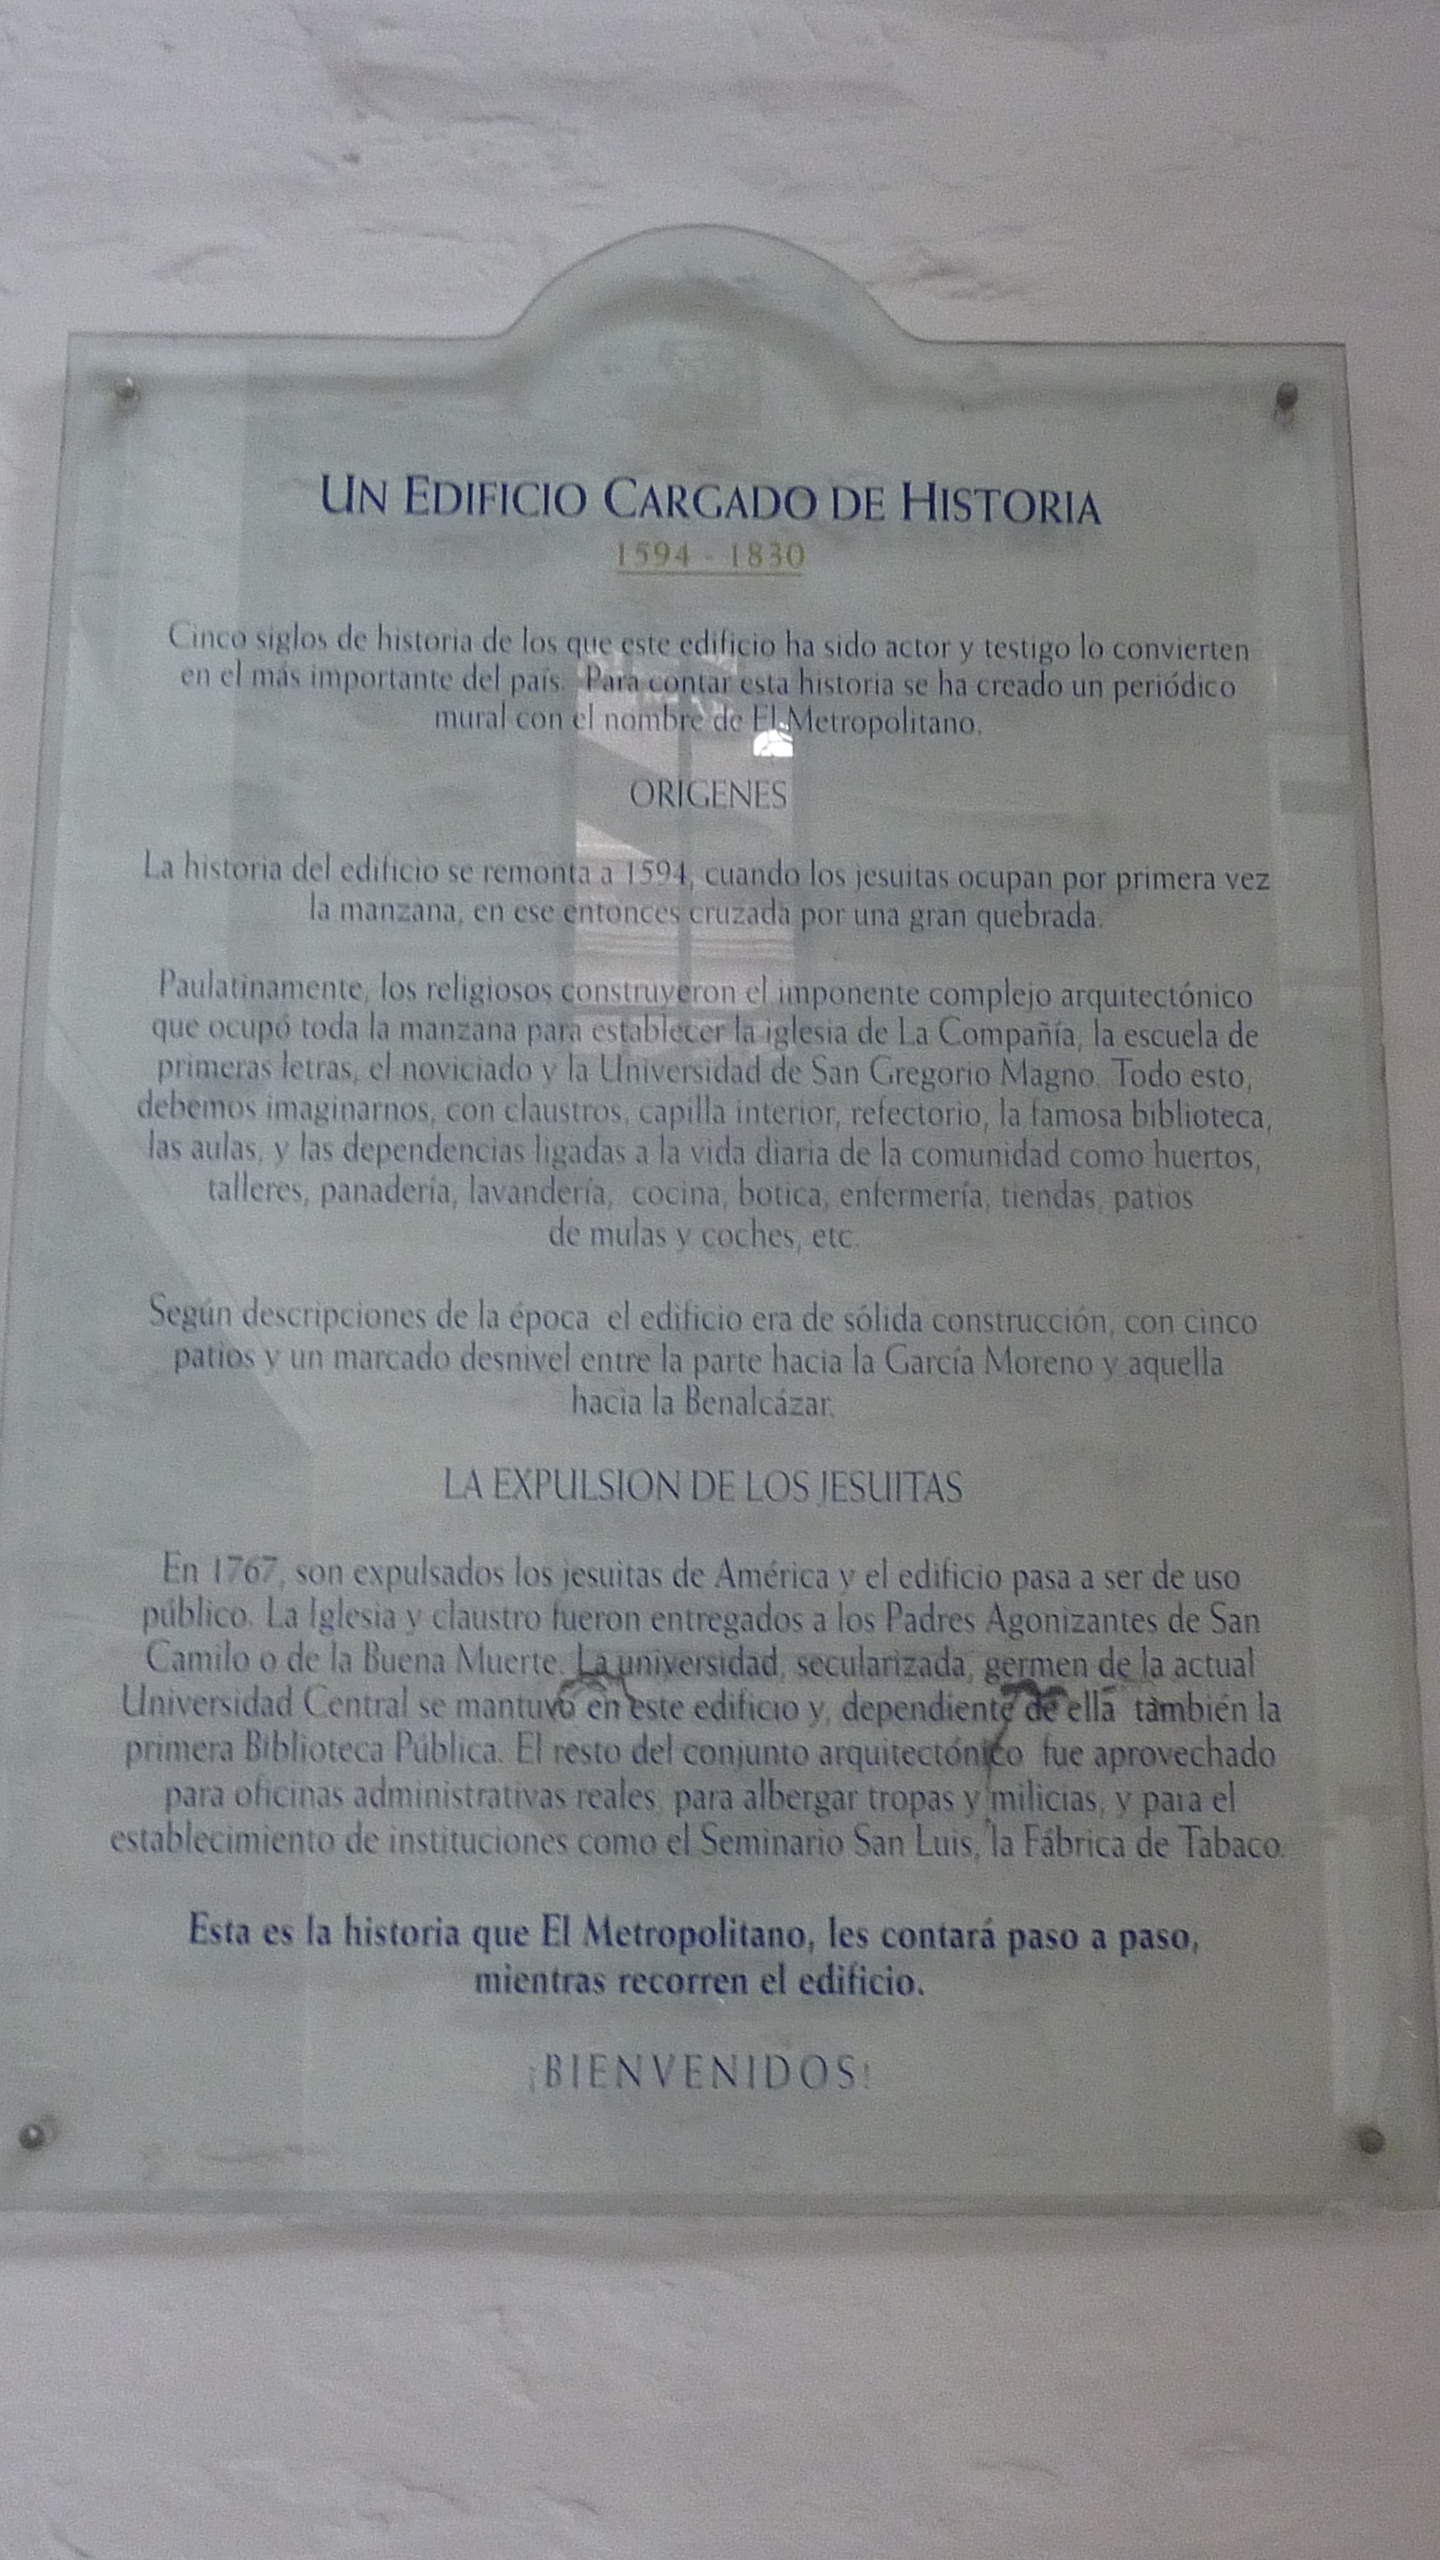 UN EDIFICIO CARGADO DE HISTORIA
1594 - 1830
Cinco siglos de historia de los que este edificio ha sido actor y testigo lo convierten
en el más importante del país. Para contar esta historia se ha creado un periódico
mural con el nombre de El Metropolitano.
ORIGENES
La historia del edificio se remonta a 1594, cuando los jesuitas ocupan por primera vez
la manzana, en ese entonces cruzada por una gran quebrada.
Paulatinamente, los religiosos construyeron el imponente complejo arquitectónico
que ocupó toda la manzana para establecer la iglesia de La Compañía, la escuela de
primeras letras, el noviciado y la Universidad de San Gregorio Magno. Todo esto,
debemos imaginarnos, con claustros, capilla interior, refectorio, la famosa biblioteca,
las aulas, y las dependencias ligadas a la vida diaria de la comunidad como huertos,
talleres, panadería, lavandería, cocina, botica, enfermería, tiendas, patios
de mulas y coches, etc.
Según descripciones de la época el edificio era de sólida construcción, con cinco
patios y un marcado desnivel entre la parte hacia la García Moreno y aquella
hacia la Benalcázar.
LA EXPULSION DE LOS JESUITAS
En 1767, son expulsados los jesuitas de América y el edificio pasa a ser de uso
público. La Iglesia y claustro fueron entregados a los Padres Agonizantes de San
Camilo o de la Buena Muerte. La universidad, secularizada, germen de la actual
Universidad Central se mantuvo en este edificio y, dependiente de ella también la
primera Biblioteca Pública. El resto del conjunto arquitectónico fue aprovechado
para oficinas administrativas reales, para albergar tropas y milicias, y para el
establecimiento de instituciones como el Seminario San Luis, la Fábrica de Tabaco.
Esta es la historia que El Metropolitano, les contará paso a paso,
mientras recorren el edificio.
¡BIENVENIDOS!